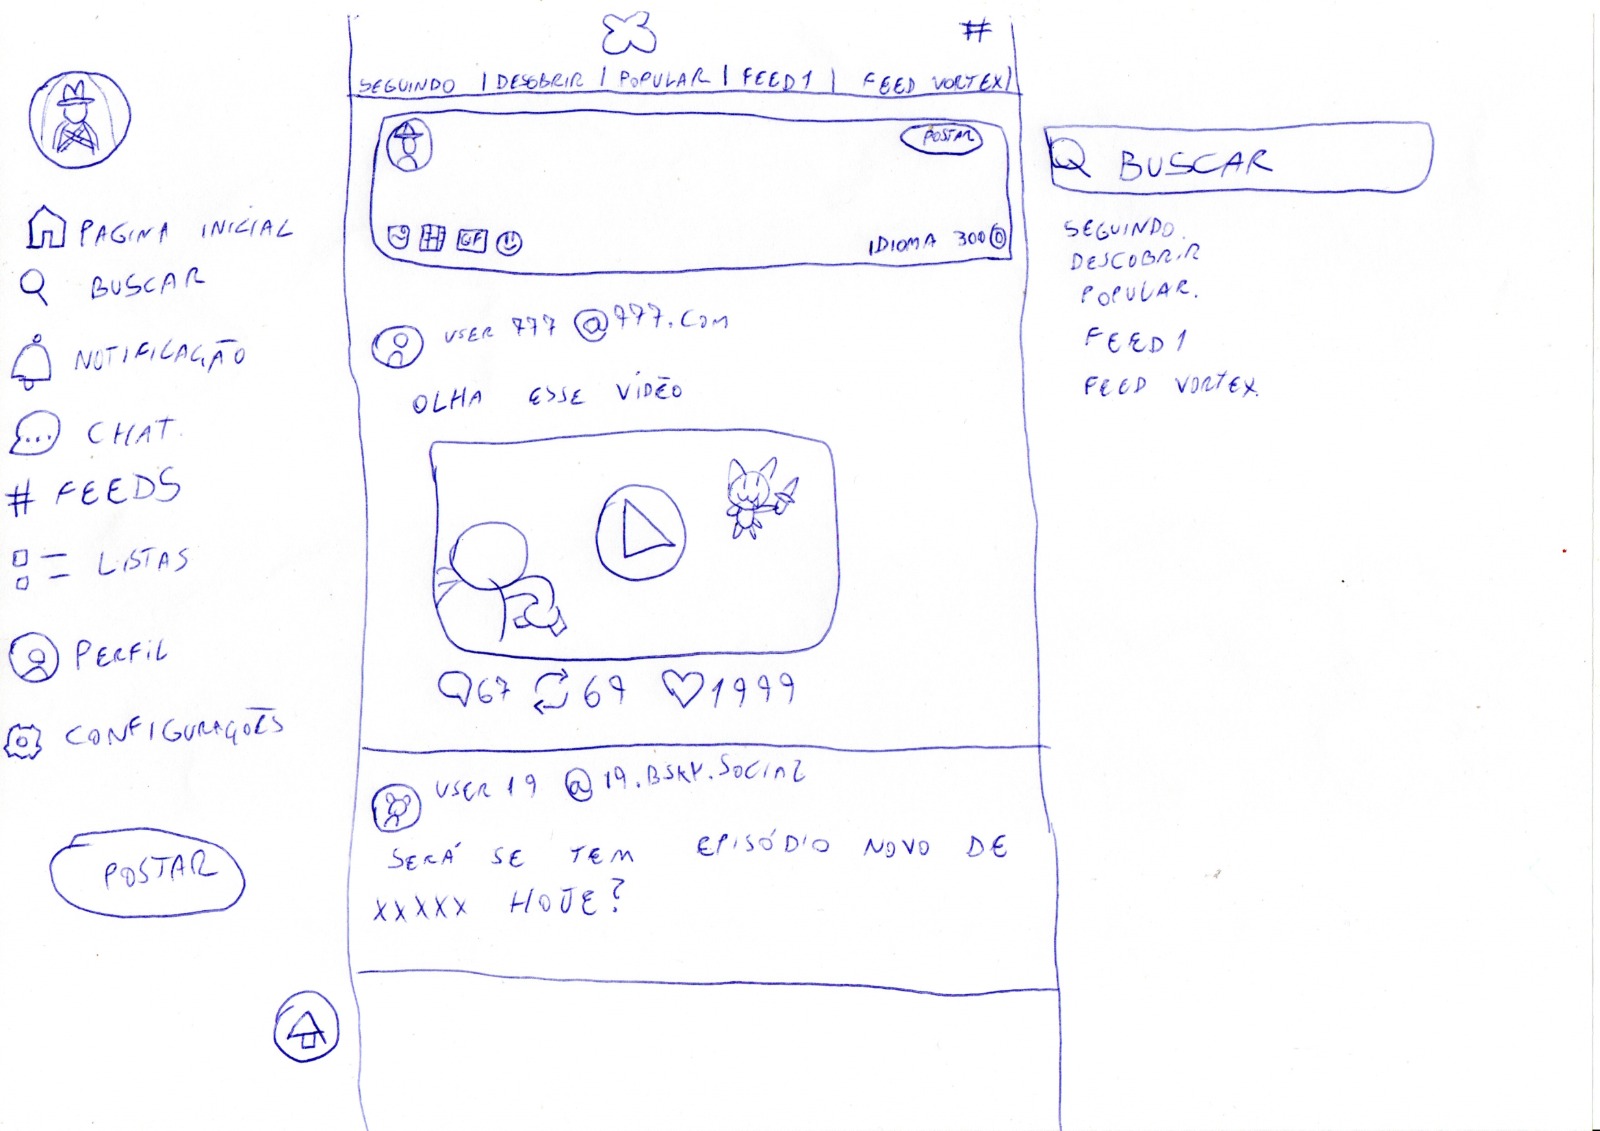 #
SEGUINDO | DESCOBRIR | POPULAR | FEED 1 | FEED VORTEX |
POSTAR
GIF
IDIOMA 300
PAGINA INICIAL
BUSCAR
NOTIFICAÇÃO
CHAT.
# FEEDS
LISTAS
PERFIL
CONFIGURAÇOES
POSTAR
USER 777 @777.COM
OLHA ESSE VÍDEO
67 69 1999
USER 19 @19.BSKY.SOCIAL
SERÁ SE TEM EPISÓDIO NOVO DE
XXXXX HOJE?
BUSCAR
SEGUINDO.
DESCOBRIR
POPULAR.
FEED 1
FEED VORTEX.